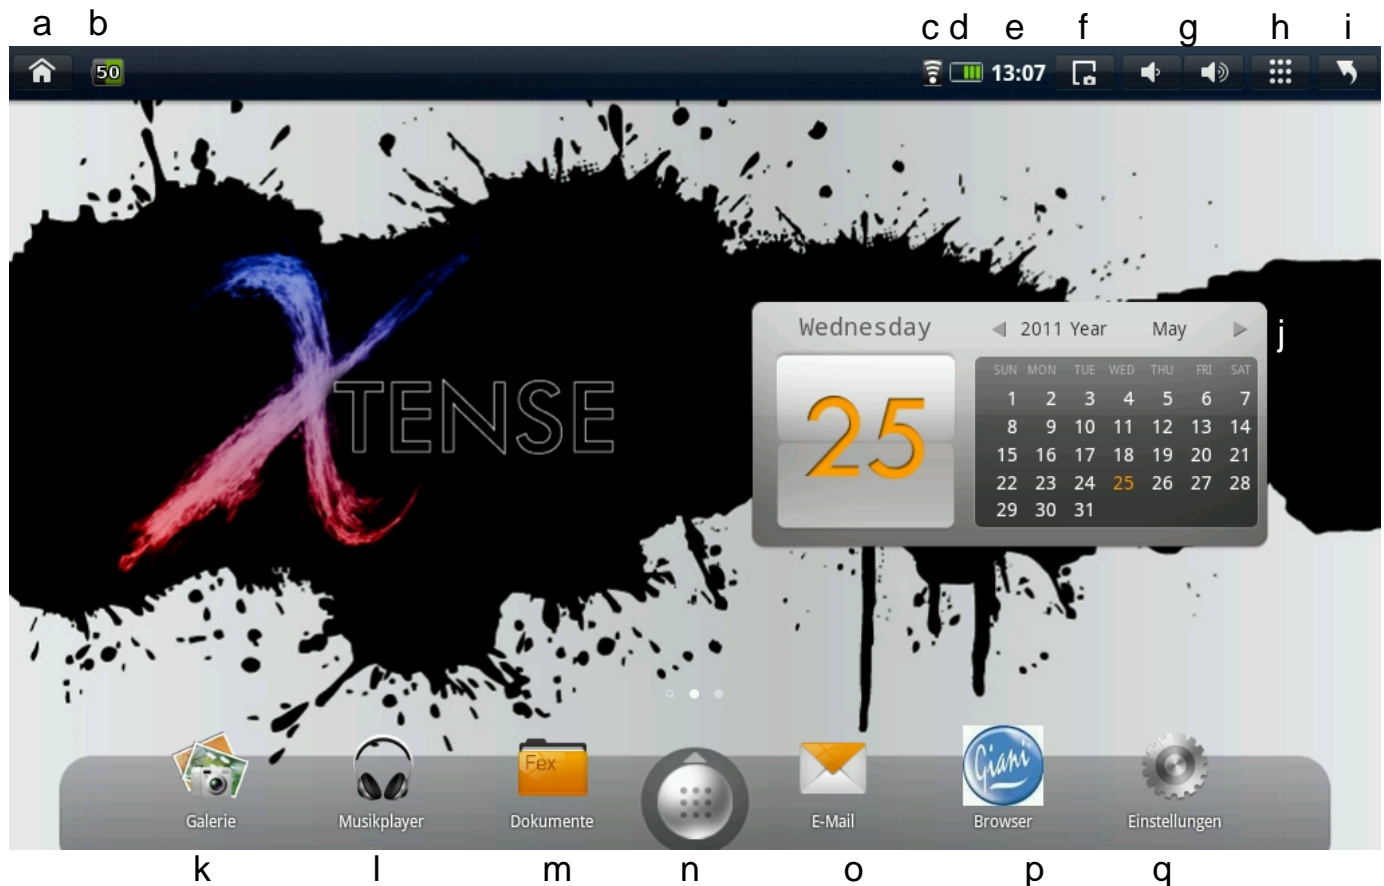 a b c d e f g h i
50 13:07
Wednesday 2011 Year May
SUN MON TUE WED THU FRI SAT
25
1 2 3 4 5 6 7
8 9 10 11 12 13 14
15 16 17 18 19 20 21
22 23 24 25 26 27 28
29 30 31
j
TENSE
Fex
Giani
Galerie Musikplayer Dokumente E-Mail Browser Einstellungen
k l m n o p q